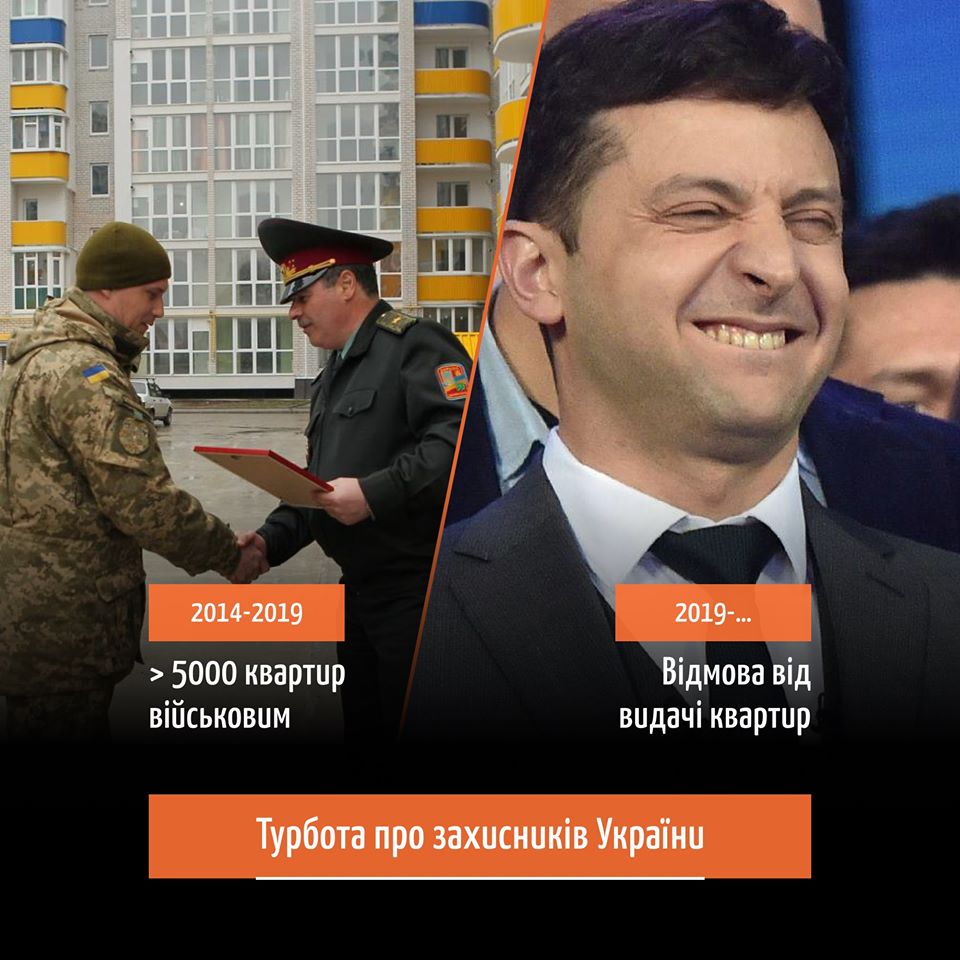 2014-2019
> 5000 квартир
військовим
2019-...
Відмова від
видачі квартир
Турбота про захисників України